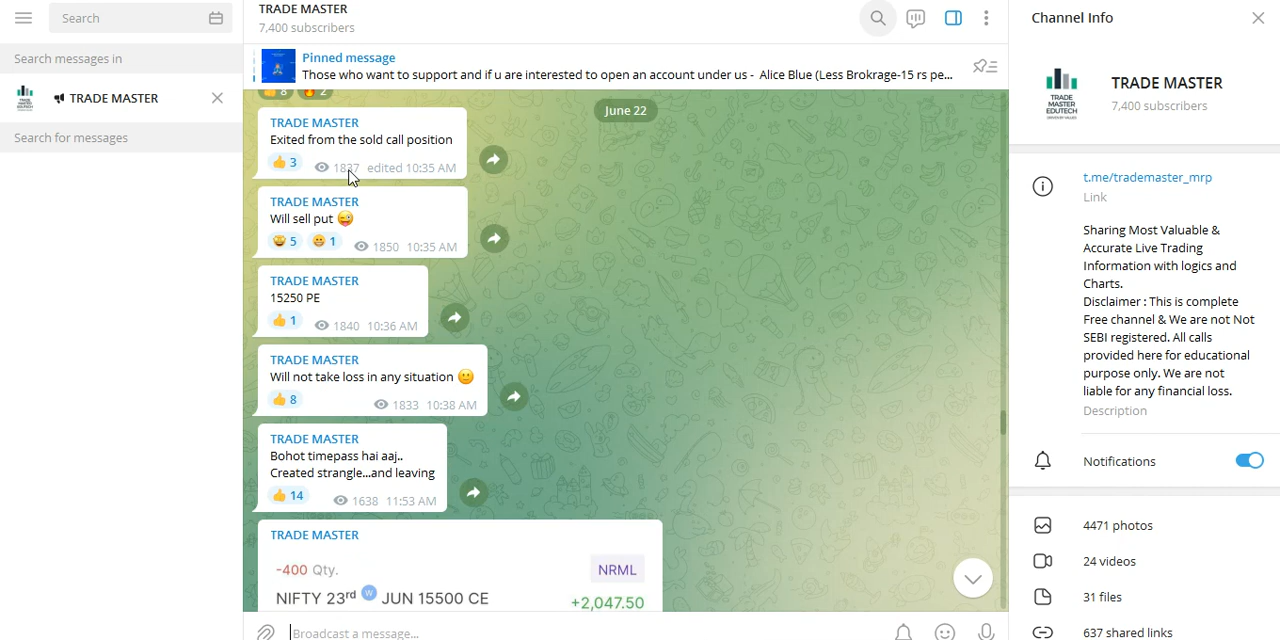 Search
Search messages in
TRADE MASTER
Search for messages
TRADE MASTER
7,400 subscribers
Pinned message
Those who want to support and if u are interested to open an account under us - Alice Blue (Less Brokrage-15 rs pe...
8 2
June 22
TRADE MASTER
Exited from the sold call position
3 1837 edited 10:35 AM
TRADE MASTER
Will sell put
5 1 1850 10:35 AM
TRADE MASTER
15250 PE
1 1840 10:36 AM
TRADE MASTER
Will not take loss in any situation
8 1833 10:38 AM
TRADE MASTER
Bohot timepass hai aaj..
Created strangle...and leaving
14 1638 11:53 AM
TRADE MASTER
-400 Qty. NRML
NIFTY 23rd W JUN 15500 CE +2,047.50
Broadcast a message...
Channel Info
TRADE MASTER EDUTECH
TRADE MASTER
7,400 subscribers
t.me/trademaster_mrp
Link
Sharing Most Valuable &
Accurate Live Trading
Information with logics and
Charts.
Disclaimer : This is complete
Free channel & We are not Not
SEBI registered. All calls
provided here for educational
purpose only. We are not
liable for any financial loss.
Description
Notifications
4471 photos
24 videos
31 files
637 shared links